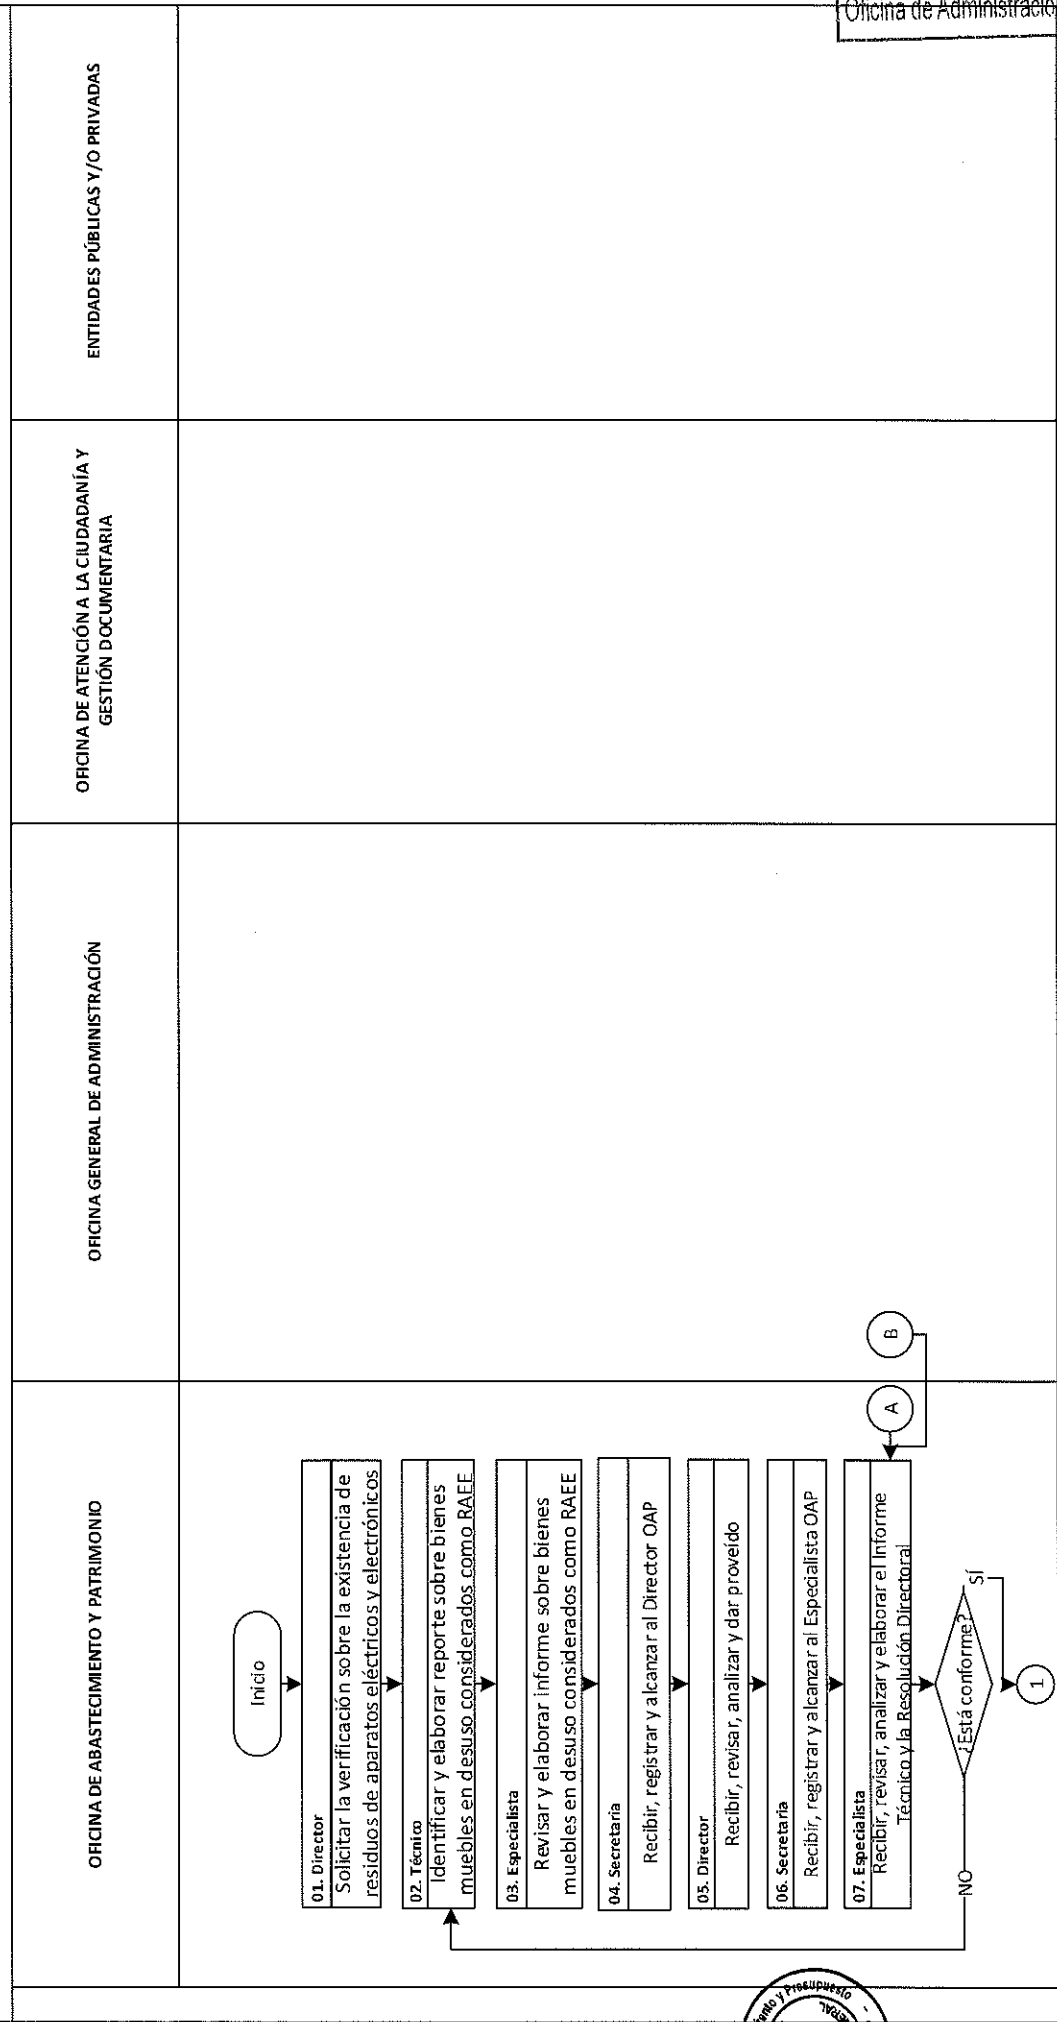 OFICINA DE ABASTECIMIENTO Y PATRIMONIO
OFICINA GENERAL DE ADMINISTRACIÓN
OFICINA DE ATENCIÓN A LA CIUDADANÍA Y
GESTIÓN DOCUMENTARIA
ENTIDADES PÚBLICAS Y/O PRIVADAS
Inicio
01. Director
Solicitar la verificación sobre la existencia de
residuos de aparatos eléctricos y electrónicos
02. Técnico
Identificar y elaborar reporte sobre bienes
muebles en desuso considerados como RAEE
03. Especialista
Revisar y elaborar informe sobre bienes
muebles en desuso considerados como RAEE
04. Secretaria
Recibir, registrar y alcanzar al Director OAP
05. Director
Recibir, revisar, analizar y dar proveído
06. Secretaria
Recibir, registrar y alcanzar al Especialista OAP
07. Especialista
Recibir, revisar, analizar y elaborar el Informe
Técnico y la Resolución Directoral
A
B
¿Está conforme?
NO
SÍ
1
Oficina de Administració
y Presupuesto